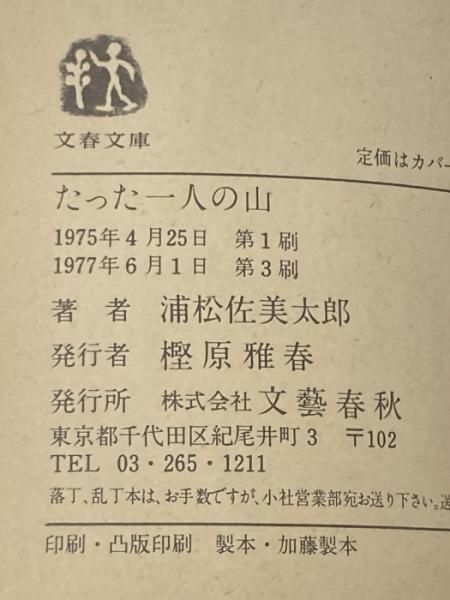 文春文庫
定価はカバー
たった一人の山
1975年4月25日 第1刷
1977年6月1日 第3刷
著者 浦松佐美太郎
発行者 樫原雅春
発行所 株式会社文藝春秋
東京都千代田区紀尾井町3 〒102
TEL 03・265・1211
落丁、乱丁本は、お手数ですが、小社営業部宛お送り下さい。送
印刷・凸版印刷 製本・加藤製本